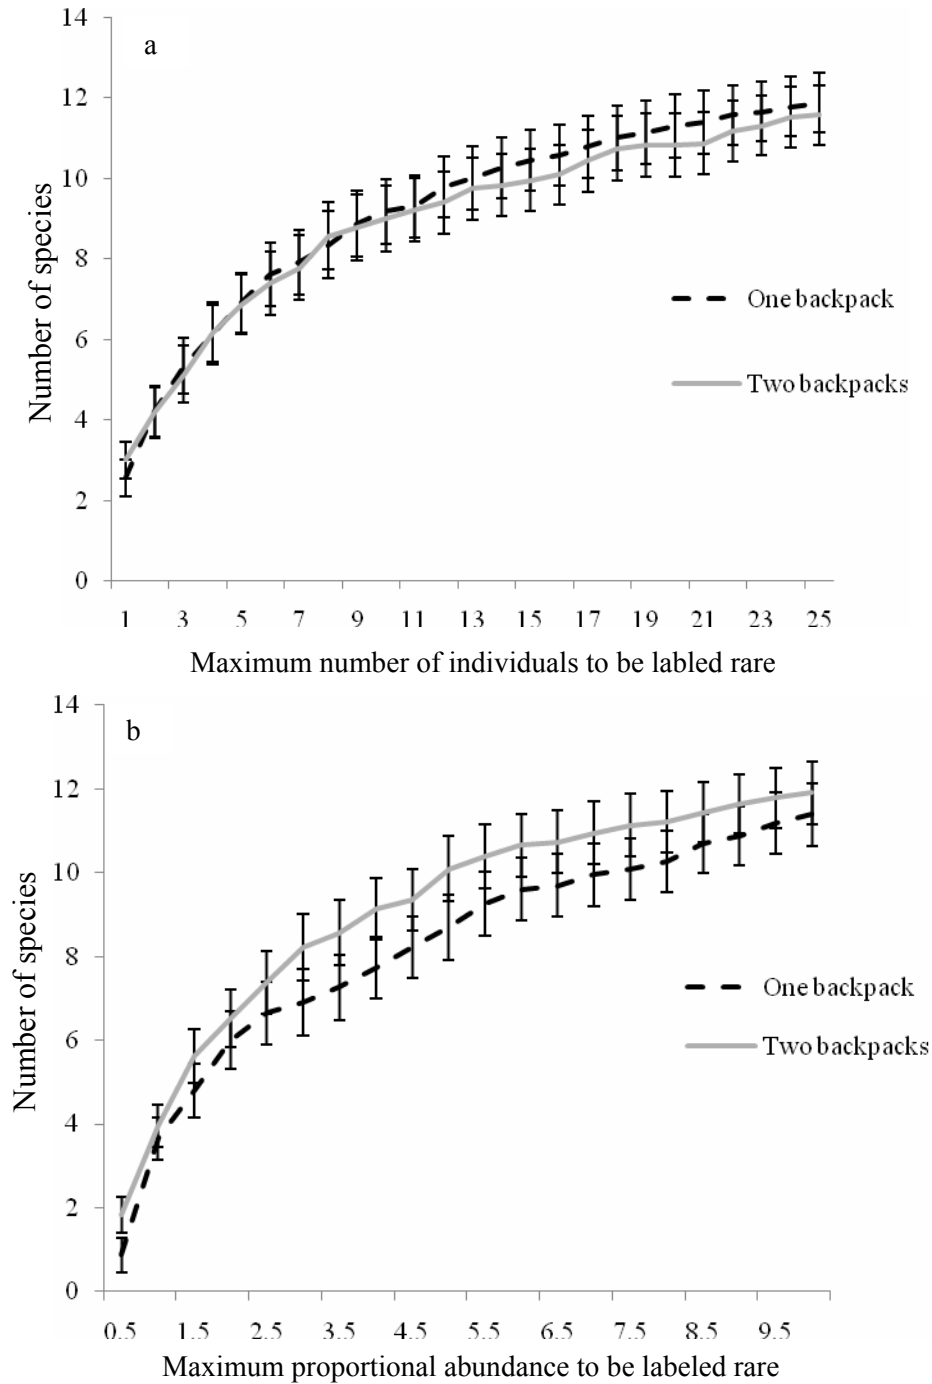 14
a
12
10
8
6
4
2
0
Number of species
One backpack
Two backpacks
1 3 5 7 9 11 13 15 17 19 21 23 25
Maximum number of individuals to be labled rare
14
b
12
10
8
6
4
2
0
Number of species
One backpack
Two backpacks
0.5 1.5 2.5 3.5 4.5 5.5 6.5 7.5 8.5 9.5
Maximum proportional abundance to be labeled rare